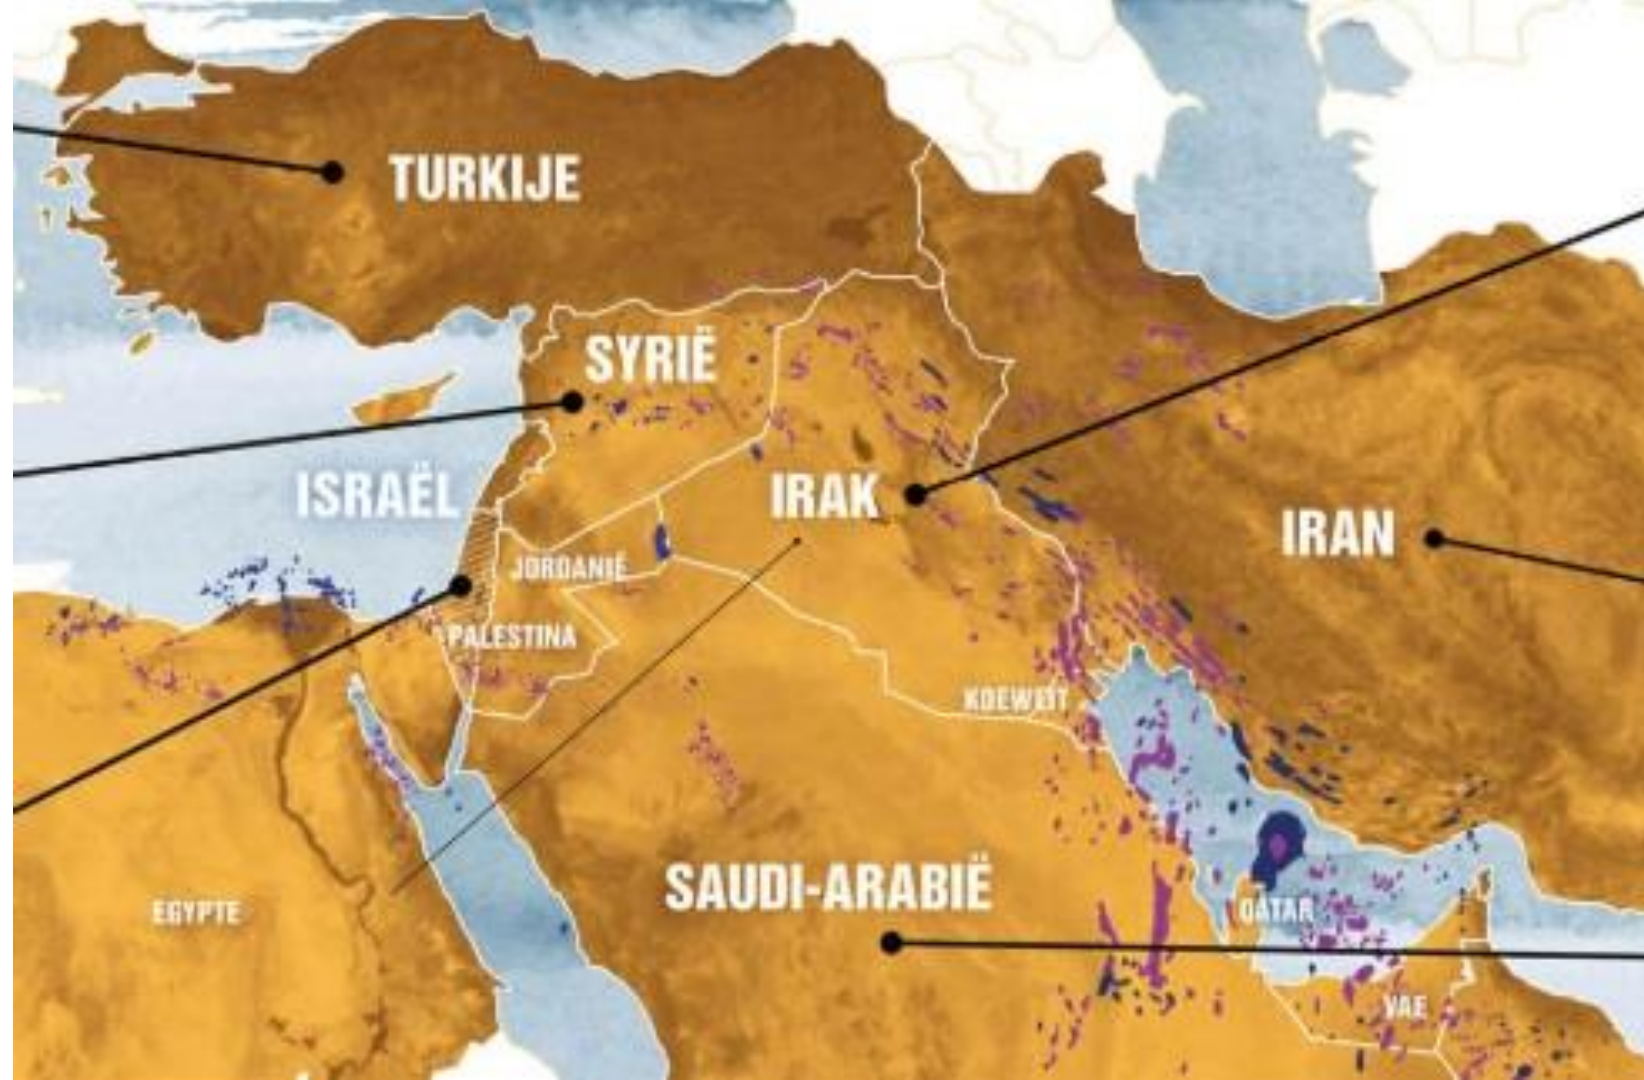 TURKIJE
SYRIË
ISRAËL
IRAK
IRAN
JORDANIË
PALESTINA
KOEWEIT
SAUDI-ARABIË
EGYPTE
QATAR
VAE